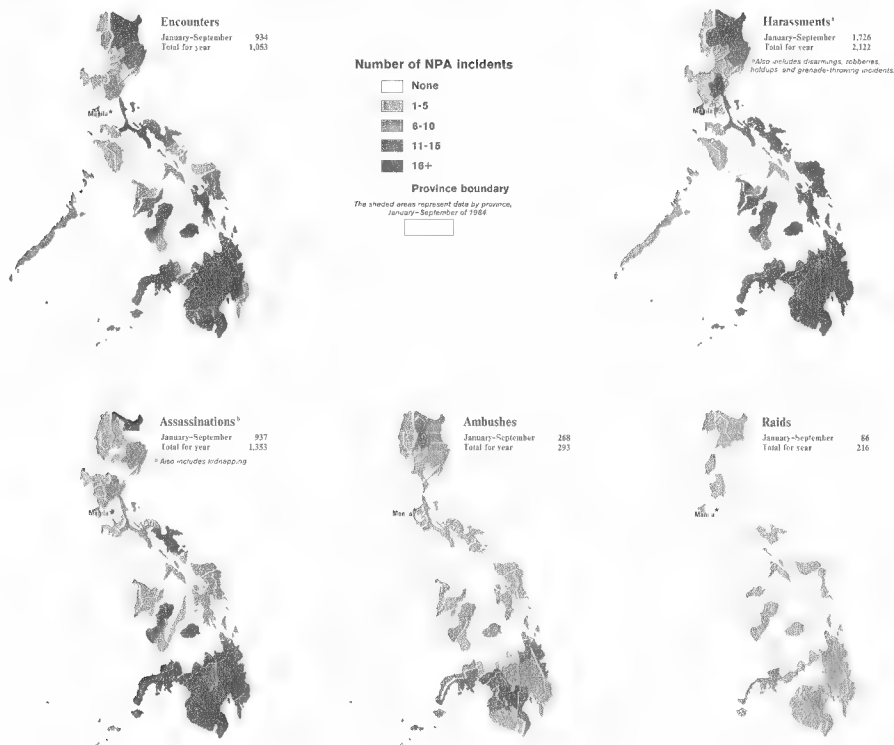 Encounters
January-September 934
Total for year 1,053
Manila
Number of NPA incidents
None
1-5
6-10
11-15
16+
Province boundary
The shaded areas represent data by province,
January-September of 1984
Harassments ᵃ
January-September 1,726
Total for year 2,122
ᵃ Also includes disarmings, robberies,
holdups, and grenade-throwing incidents.
Manila
Assassinations ᵇ
January-September 937
Total for year 1,353
ᵇ Also includes kidnapping
Manila
Ambushes
January-September 268
Total for year 293
Manila
Raids
January-September 86
Total for year 216
Manila